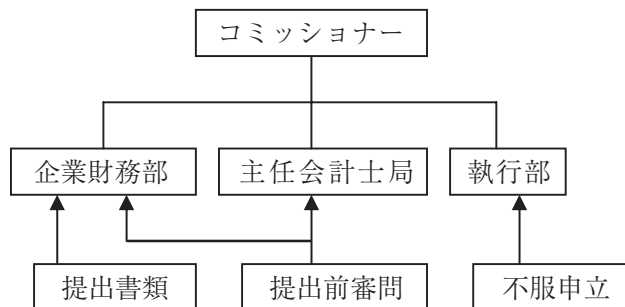 コミッショナー
企業財務部
主任会計士局
執行部
提出書類
提出前審問
不服申立